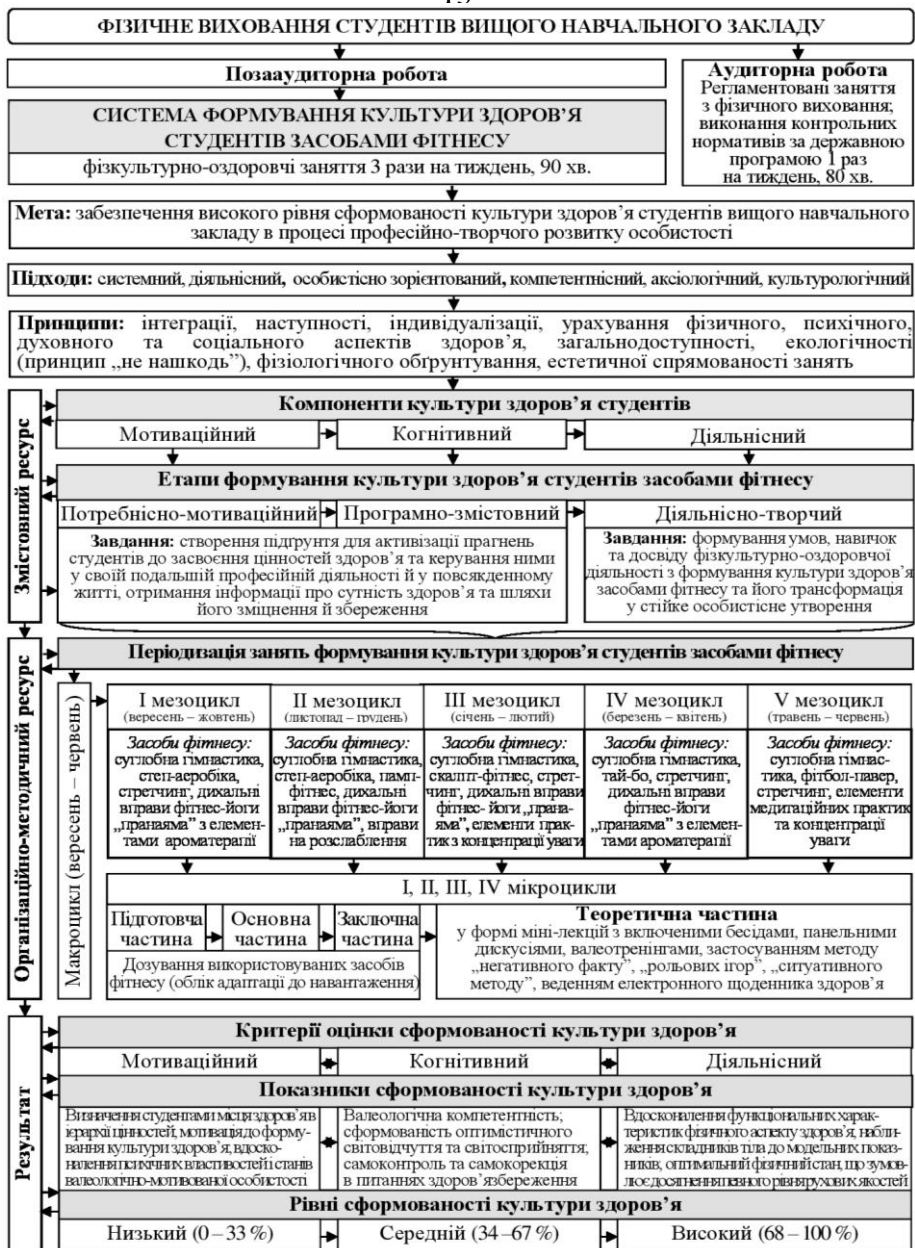 ФІЗИЧНЕ ВИХОВАННЯ СТУДЕНТІВ ВИЩОГО НАВЧАЛЬНОГО ЗАКЛАДУ
Позааудиторна робота
СИСТЕМА ФОРМУВАННЯ КУЛЬТУРИ ЗДОРОВ’Я
СТУДЕНТІВ ЗАСОБАМИ ФІТНЕСУ
фізкультурно-оздоровчі заняття 3 рази на тиждень, 90 хв.
Аудиторна робота
Регламентовані заняття
з фізичного виховання;
виконання контрольних
нормативів за державною
програмою 1 раз
на тиждень, 80 хв.
Мета: забезпечення високого рівня сформованості культури здоров’я студентів вищого навчального
закладу в процесі професійно-творчого розвитку особистості
Підходи: системний, діяльнісний, особистісно зорієнтований, компетентнісний, аксіологічний, культурологічний
Принципи: інтеграції, наступності, індивідуалізації, урахування фізичного, психічного,
духовного та соціального аспектів здоров’я, загальнодоступності, екологічності
(принцип „не нашкодь”), фізіологічного обґрунтування, естетичної спрямованості занять
Змістовний ресурс
Компоненти культури здоров’я студентів
Мотиваційний
Когнітивний
Діяльнісний
Етапи формування культури здоров’я студентів засобами фітнесу
Потребнісно-мотиваційний
Програмно-змістовний
Діяльнісно-творчий
Завдання: створення підґрунтя для активізації прагнень
студентів до засвоєння цінностей здоров’я та керування ними
у своїй подальшій професійній діяльності й у повсякденному
житті, отримання інформації про сутність здоров’я та шляхи
його зміцнення й збереження
Завдання: формування умов, навичок
та досвіду фізкультурно-оздоровчої
діяльності з формування культури здоров’я
засобами фітнесу та його трансформація
у стійке особистісне утворення
Організаційно-методичний ресурс
Періодизація занять формування культури здоров’я студентів засобами фітнесу
Макроцикл (вересень – червень)
I мезоцикл
(вересень – жовтень)
Засоби фітнесу:
суглобна гімнастика,
степ-аеробіка,
стретчинг, дихальні
вправи фітнес-йоги
„пранаяма” з елемен-
тами ароматерапії
II мезоцикл
(листопад – грудень)
Засоби фітнесу:
суглобна гімнастика,
степ-аеробіка, памп-
фітнес, дихальні
вправи фітнес-йоги
„пранаяма”, вправи
на розслаблення
III мезоцикл
(січень – лютий)
Засоби фітнесу:
суглобна гімнастика,
скалпт-фітнес, стрет-
чинг, дихальні вправи
фітнес- йоги „прана-
яма”, елементи прак-
тик з концентрації уваги
IV мезоцикл
(березень – квітень)
Засоби фітнесу:
суглобна гімнастика,
тай-бо, стретчинг,
дихальні вправи
фітнес-йоги
„пранаяма” з елемен-
тами ароматерапії
V мезоцикл
(травень – червень)
Засоби фітнесу:
суглобна гімнас-
тика, фітбол-павер,
стретчинг, елементи
медитаційних практик
та концентрації
уваги
I, II, III, IV мікроцикли
Підготовча
частина
Основна
частина
Заключна
частина
Дозування використовуваних засобів
фітнесу (облік адаптації до навантаження)
Теоретична частина
у формі міні-лекцій з включеними бесідами, панельними
дискусіями, валеотренінгами, застосуванням методу
„негативного факту”, „рольових ігор”, „ситуативного
методу”, веденням електронного щоденника здоров’я
Результат
Критерії оцінки сформованості культури здоров’я
Мотиваційний
Когнітивний
Діяльнісний
Показники сформованості культури здоров’я
Визначення студентами місця здоров’я в
ієрархії цінностей, мотивація до форму-
вання культури здоров’я, вдоско-
налення психічних властивостей і станів
валеологічно-мотивованої особистості
Валеологічна компетентність;
сформованість оптимістичного
світовідчуття та світосприйняття;
самоконтроль та самокорекція
в питаннях здоров’язбереження
Вдосконалення функціональних харак-
теристик фізичного аспекту здоров’я; набли-
ження складників тіла до модельних показ-
ників; оптимальний фізичний стан, що зумов-
лює досягнення певного рівня рухових якостей
Рівні сформованості культури здоров’я
Низький (0 – 33 %)
Середній (34 –67 %)
Високий (68 – 100 %)